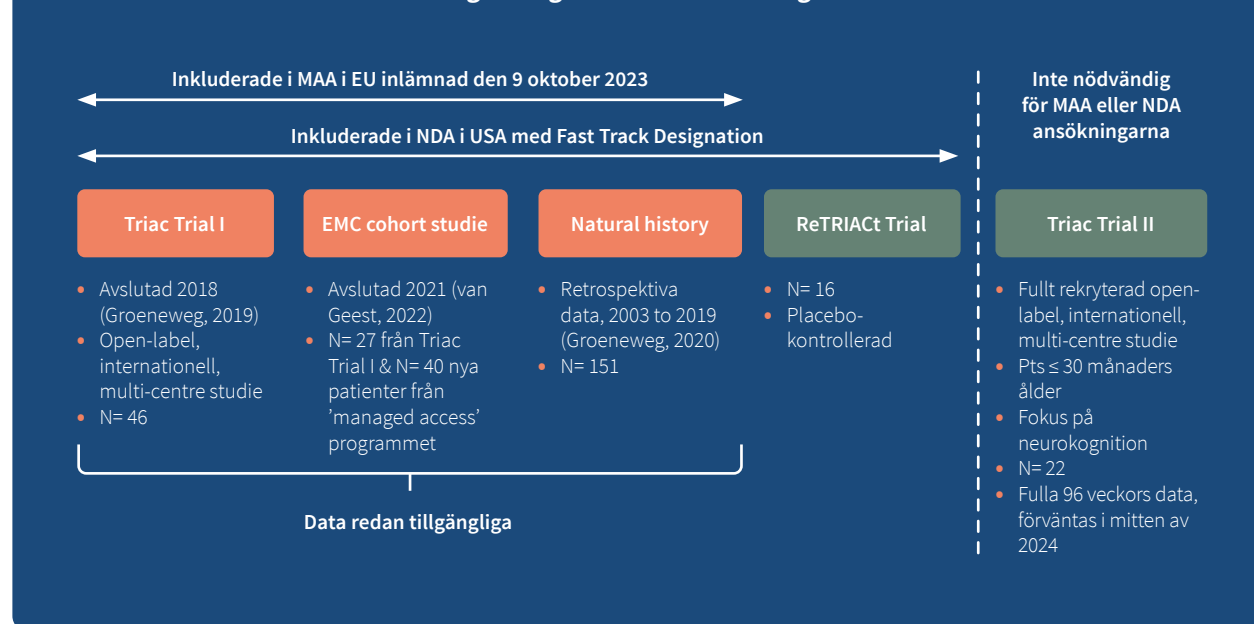 Inkluderade i MAA i EU inlämnad den 9 oktober 2023
Inkluderade i NDA i USA med Fast Track Designation
Inte nödvändig
för MAA eller NDA
ansökningarna
Triac Trial I
• Avslutad 2018
(Groeneweg, 2019)
• Open-label,
internationell,
multi-centre studie
• N= 46
EMC cohort studie
• Avslutad 2021 (van
Geest, 2022)
• N= 27 från Triac
Trial I & N= 40 nya
patienter från
’managed access’
programmet
Natural history
• Retrospektiva
data, 2003 to 2019
(Groeneweg, 2020)
• N= 151
Data redan tillgängliga
ReTRIACt Trial
• N= 16
• Placebo-
kontrollerad
Triac Trial II
• Fullt rekryterad open-
label, internationell,
multi-centre studie
• Pts ≤ 30 månaders
ålder
• Fokus på
neurokognition
• N= 22
• Fulla 96 veckors data,
förväntas i mitten av
2024